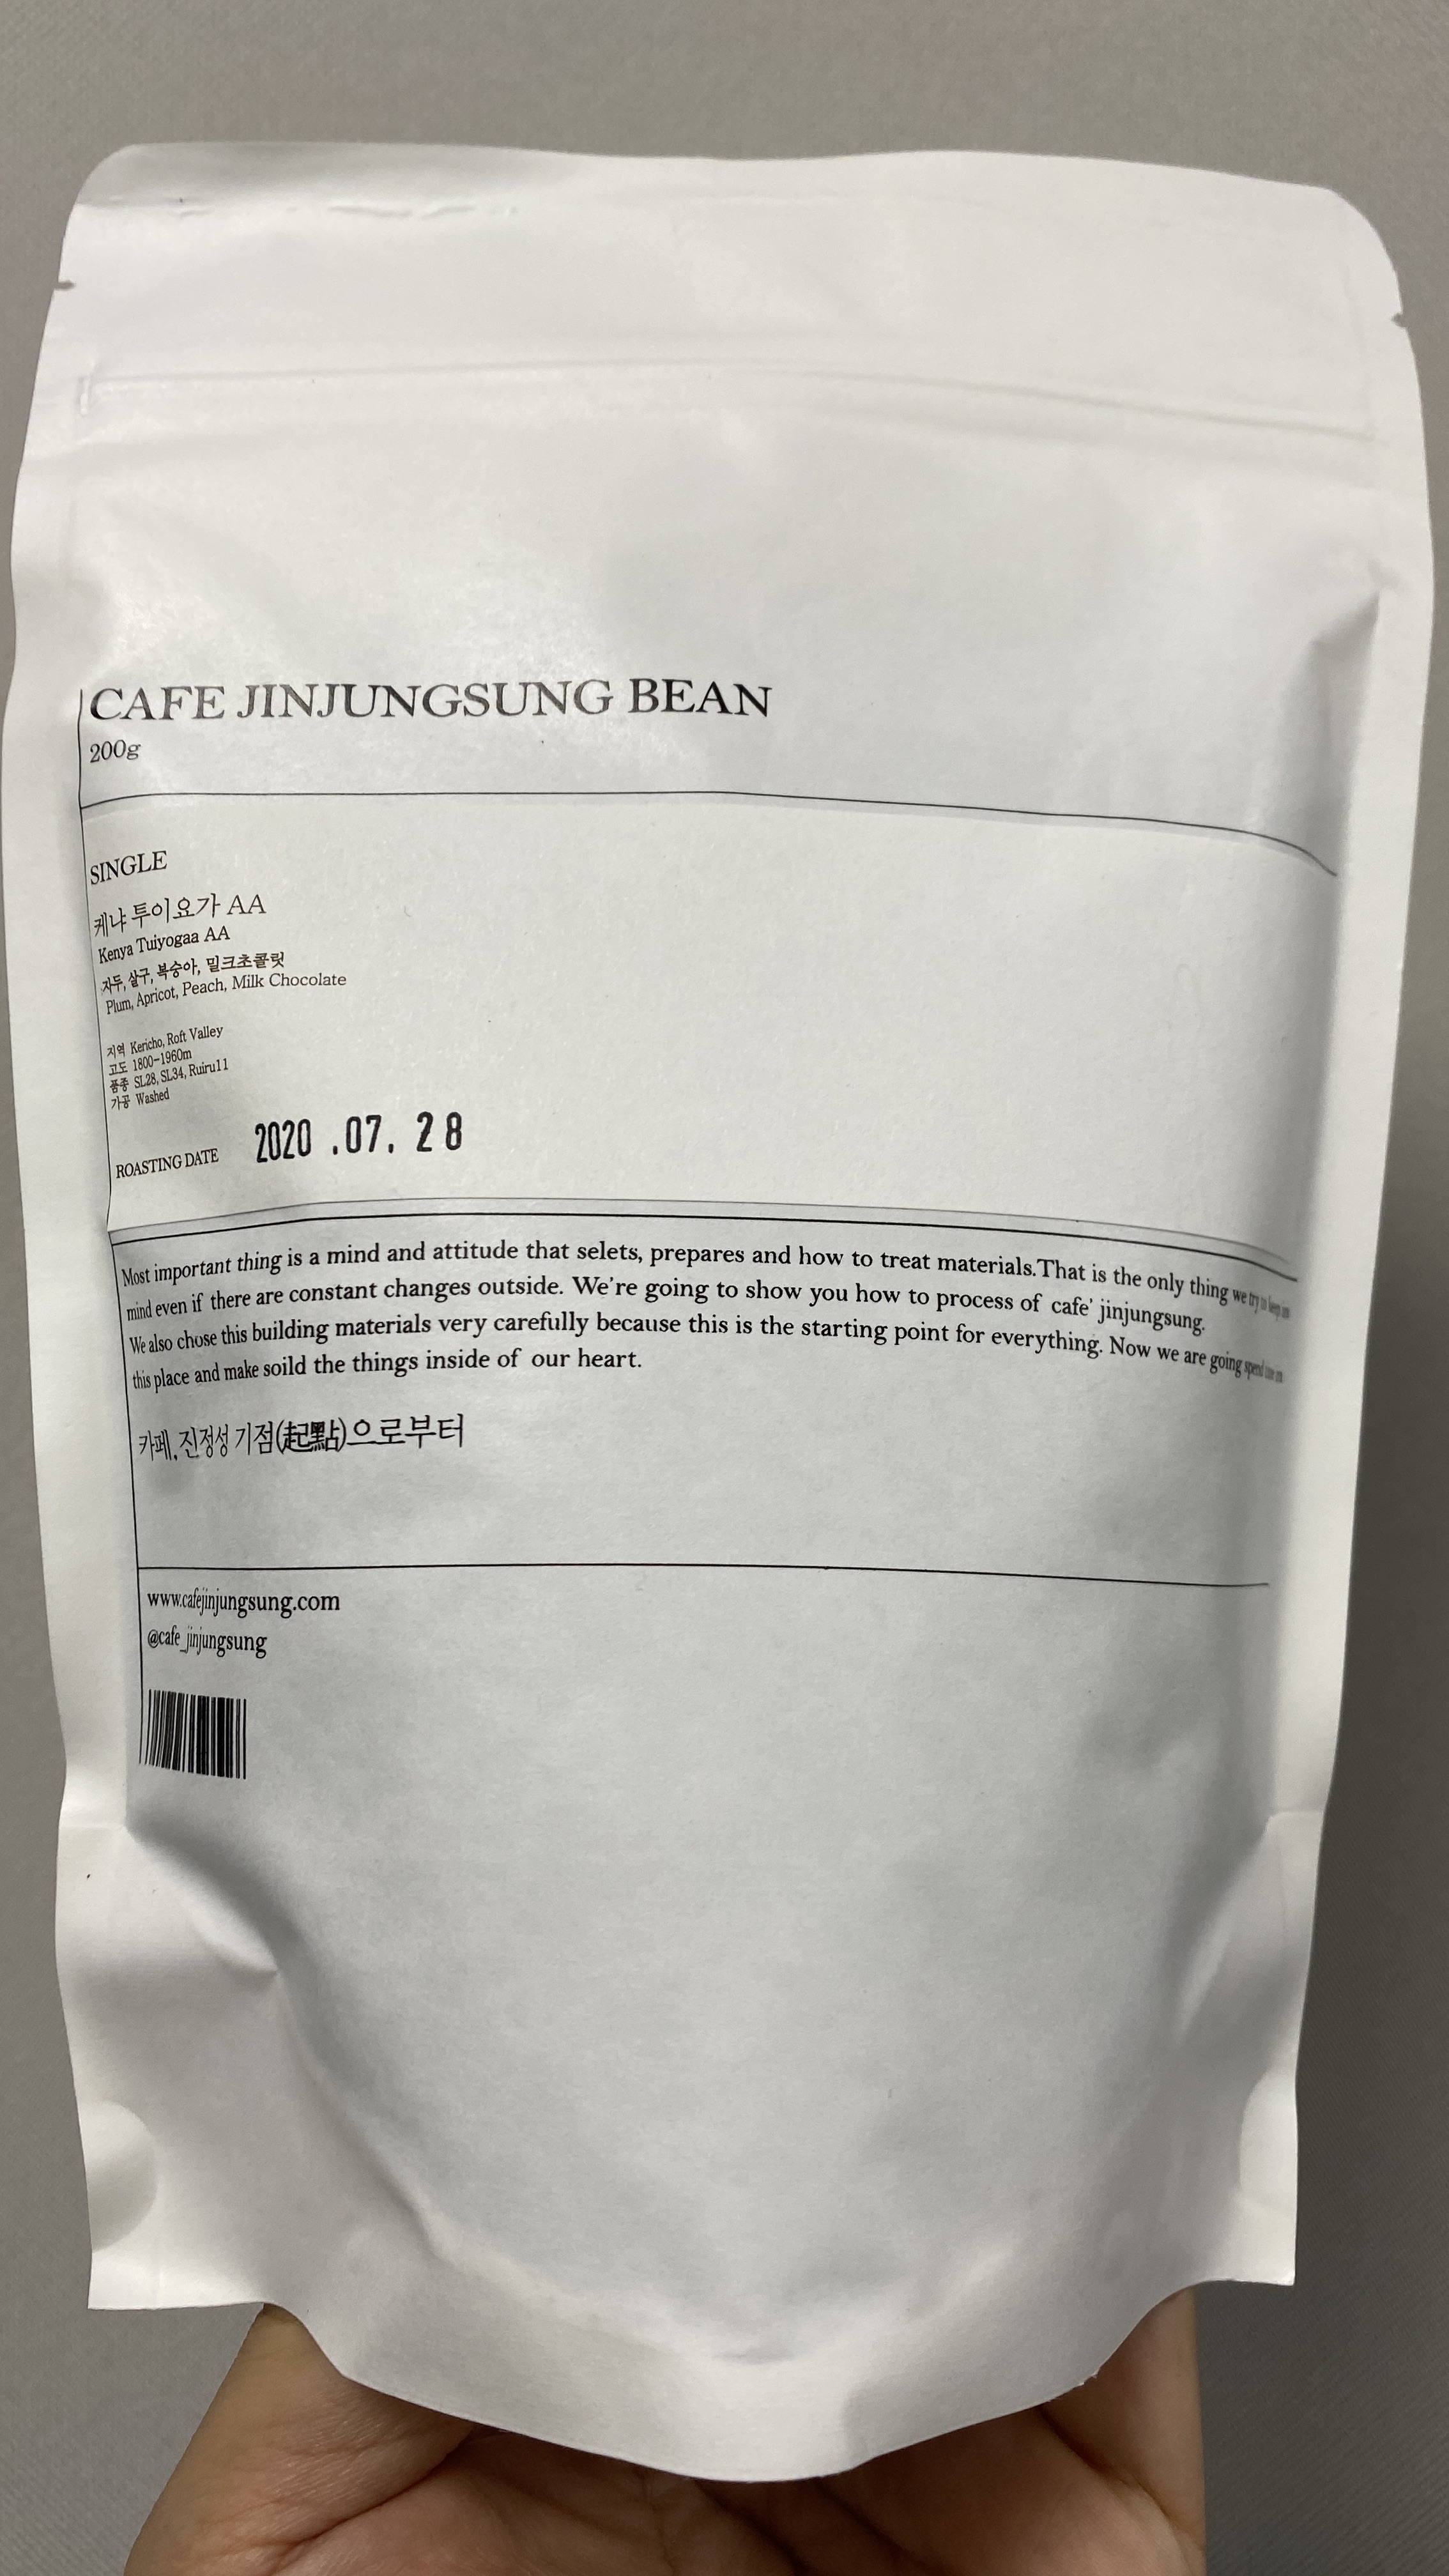 CAFE JINJUNGSUNG BEAN
200g
SINGLE
케냐 투이요가 AA
Kenya Tuiyogaa AA
자두, 살구, 복숭아, 밀크초콜릿
Plum, Apricot, Peach, Milk Chocolate
지역 Kericho, Roft Valley
고도 1800-1960m
품종 SL28, SL34, Ruiru11
가공 Washed
ROASTING DATE 2020 .07. 28
Most important thing is a mind and attitude that selets, prepares and how to treat materials.That is the only thing we try to keep
mind even if there are constant changes outside. We're going to show you how to process of cafe' jinjungsung.
We also chose this building materials very carefully because this is the starting point for everything. Now we are going spend
this place and make soild the things inside of our heart.
카페, 진정성 기점(起點)으로부터
www.cafejinjungsung.com
@cafe_jinjungsung